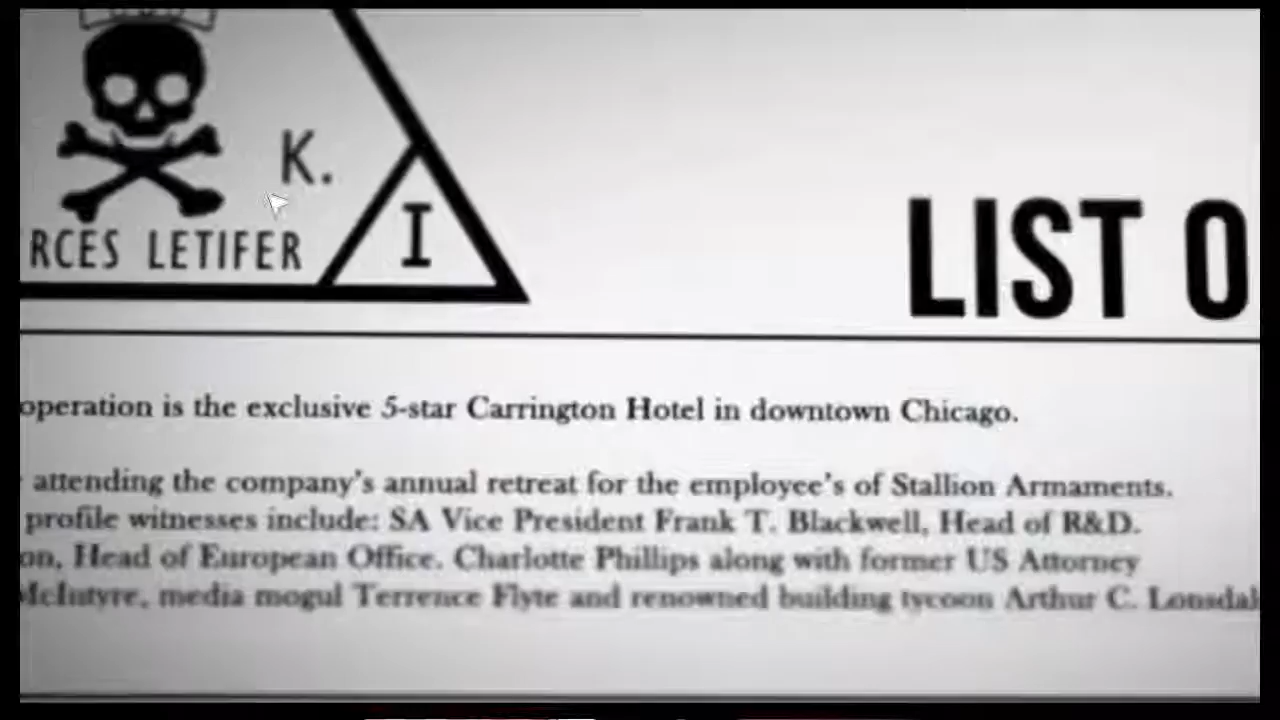 K.
I
RCES LETIFER
LIST O
operation is the exclusive 5-star Carrington Hotel in downtown Chicago.
attending the company's annual retreat for the employee's of Stallion Armaments.
profile witnesses include: SA Vice President Frank T. Blackwell, Head of R&D.
on, Head of European Office. Charlotte Phillips along with former US Attorney
McIntyre, media mogul Terrence Flyte and renowned building tycoon Arthur C. Lonsdal